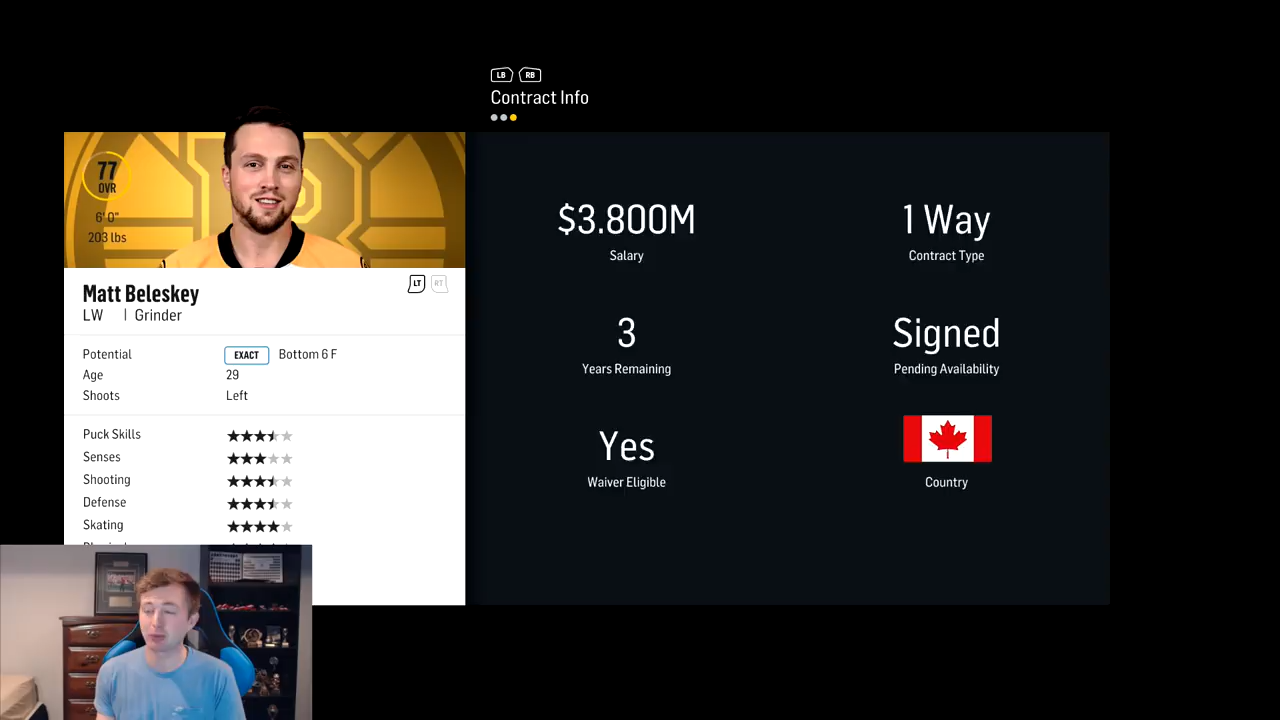 LB RB
Contract Info
77
OVR
6' 0"
203 lbs
LT RT
Matt Beleskey
LW | Grinder
Potential EXACT Bottom 6 F
Age 29
Shoots Left
Puck Skills
Senses
Shooting
Defense
Skating
$3.800M
Salary
1 Way
Contract Type
3
Years Remaining
Signed
Pending Availability
Yes
Waiver Eligible
Country